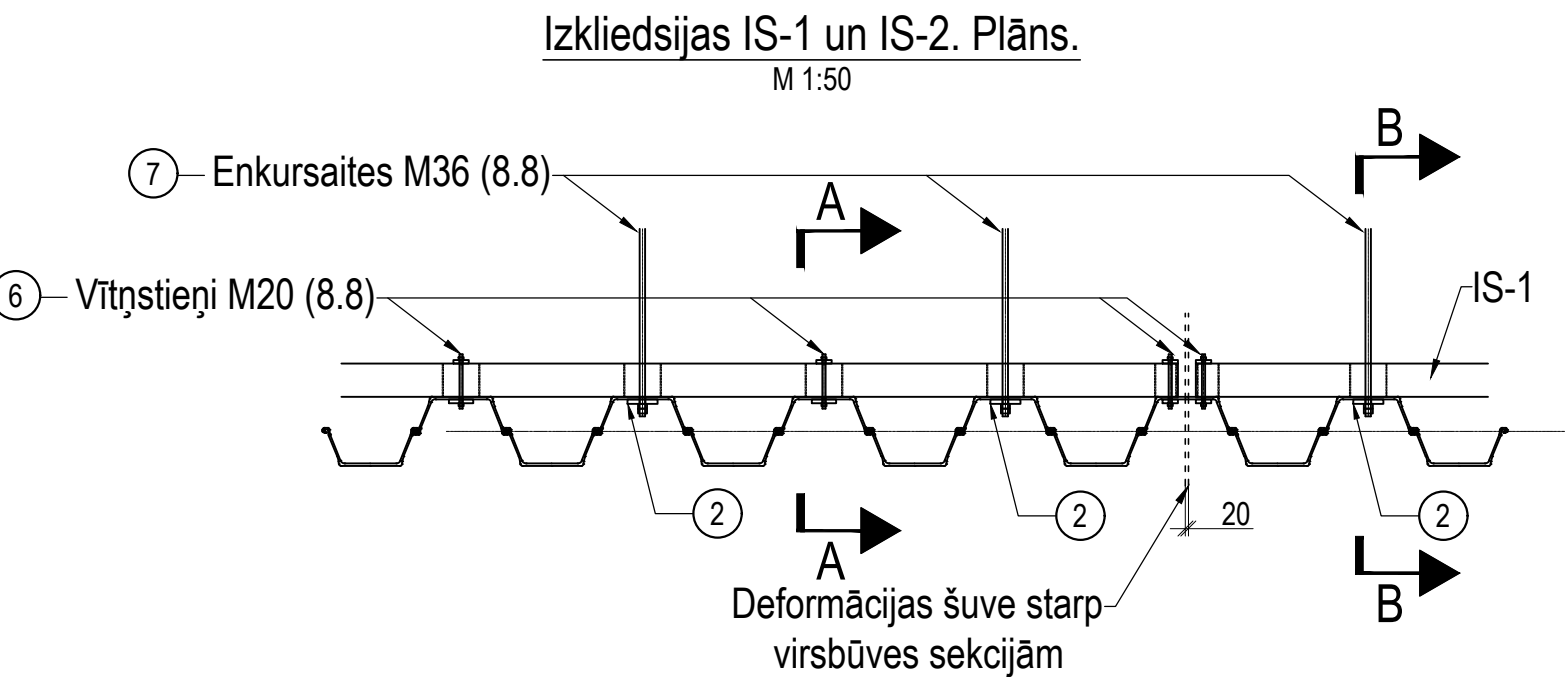 Izkliedsijas IS-1 un IS-2. Plāns.
M 1:50
B
7 Enkursaites M36 (8.8)
A
6 Vītņstieņi M20 (8.8)
IS-1
2
2
20
2
A
B
Deformācijas šuve starp
virsbūves sekcijām